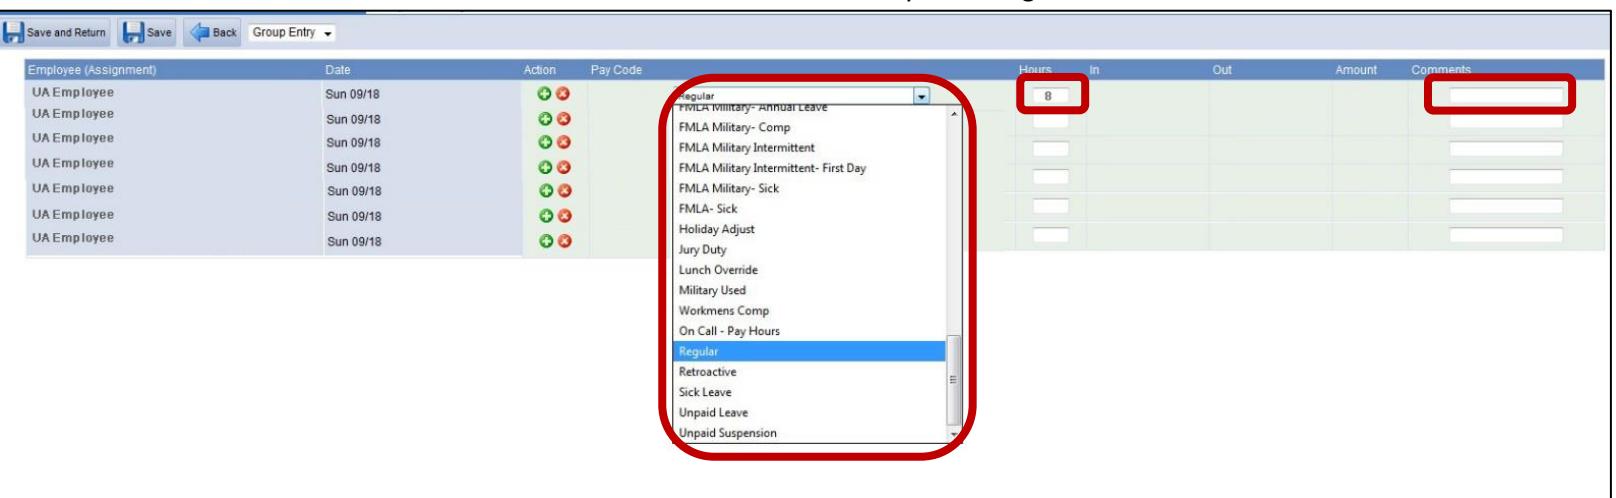 Save and Return Save Back Group Entry
Employee (Assignment) Date Action Pay Code Hours In Out Amount Comments
UA Employee Sun 09/18 Regular 8
UA Employee Sun 09/18
UA Employee Sun 09/18
UA Employee Sun 09/18
UA Employee Sun 09/18
UA Employee Sun 09/18
UA Employee Sun 09/18
FMLA Military- Annual Leave
FMLA Military- Comp
FMLA Military Intermittent
FMLA Military Intermittent- First Day
FMLA Military- Sick
FMLA- Sick
Holiday Adjust
Jury Duty
Lunch Override
Military Used
Workmens Comp
On Call - Pay Hours
Regular
Retroactive
Sick Leave
Unpaid Leave
Unpaid Suspension